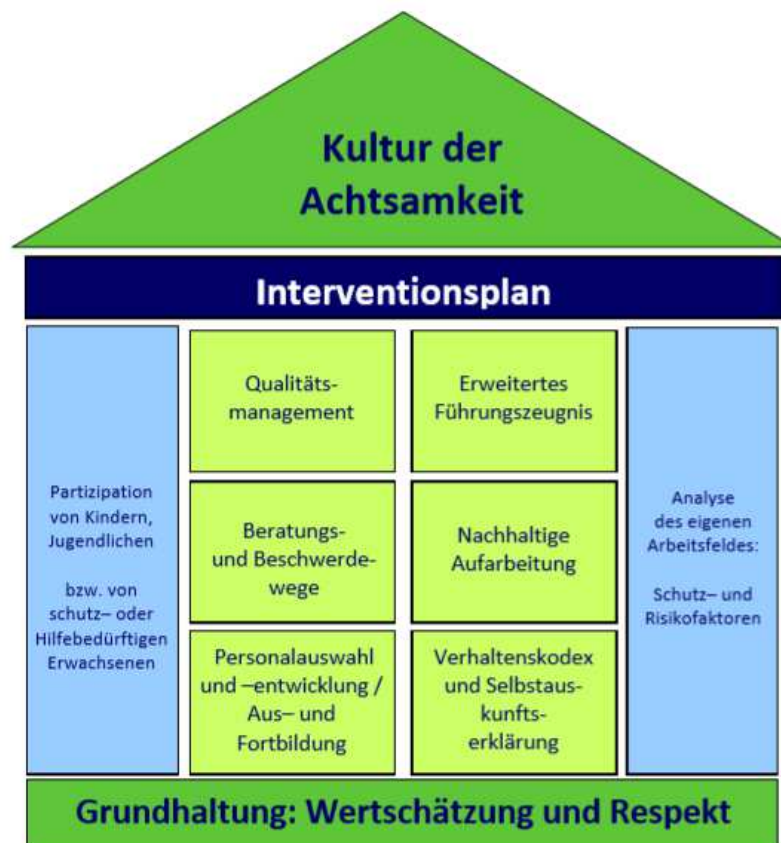 Kultur der
Achtsamkeit
Interventionsplan
Partizipation
von Kindern,
Jugendlichen
bzw. von
schutz– oder
Hilfebedürftigen
Erwachsenen
Qualitäts-
management
Erweitertes
Führungszeugnis
Beratungs-
und Beschwerde-
wege
Nachhaltige
Aufarbeitung
Personalauswahl
und –entwicklung /
Aus– und
Fortbildung
Verhaltenskodex
und Selbstaus-
kunfts-
erklärung
Analyse
des eigenen
Arbeitsfeldes:
Schutz– und
Risikofaktoren
Grundhaltung: Wertschätzung und Respekt